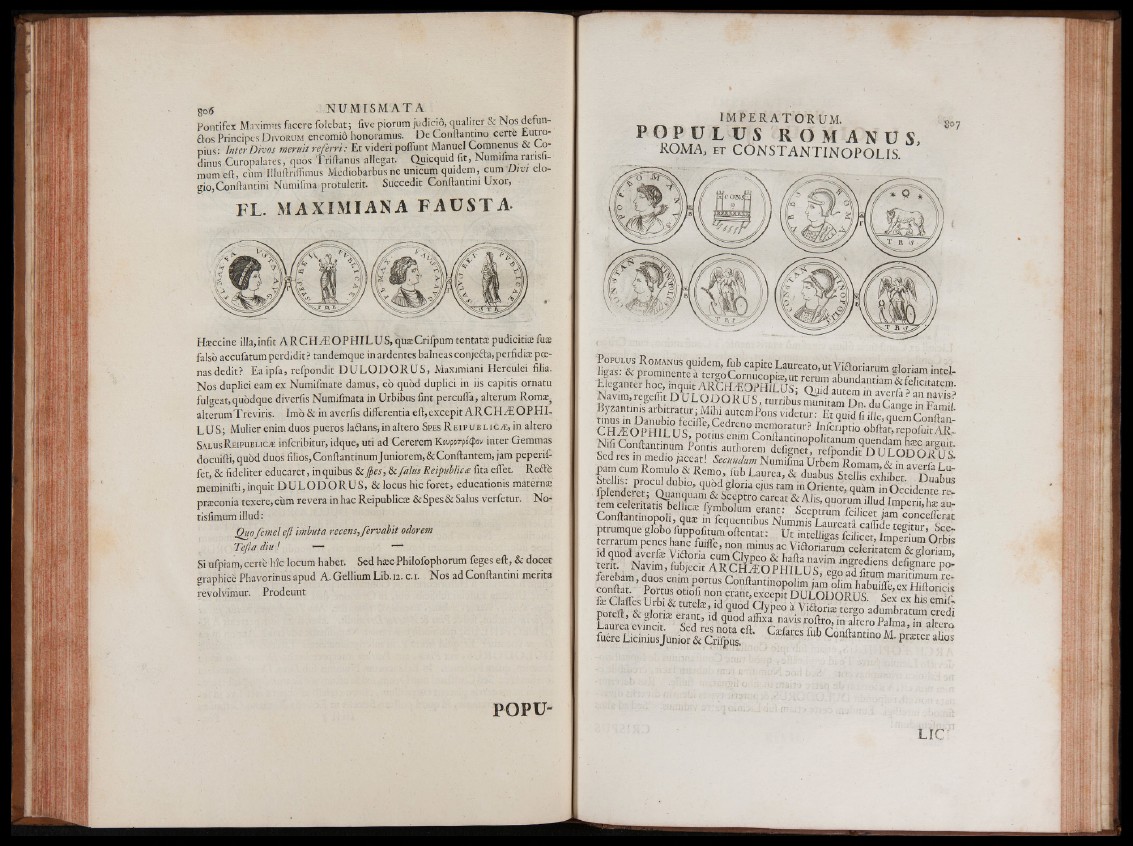 806 NUMISMATA
Pontifex Maximus facere solebat; sive piorum judiciô, qualiter & Nos defun-
ctos Principes DIVORUM encomiô honoramus. De Constantino certè Eutro-
pius: Inter Divos meruit referri: Et videri possunt Manuel Comnenus & Co-
dinus Curopalates, quos Tristanus allegat. Quicquid sit, Numisma rarissi-
mum est, cùm Illustrissimus Mediobarbus ne unicum quidem, cum Divi elo-
gio, Constantini Numisma protulerit. Succedit Constantini Uxor,
FL. MAXIMIANA FAUSTA.
Hæccine illa, infit ARCHÆOPHILUS, quæ Crispum tentatæ pudicitiæ suæ
falsò accusatum perdidit? tandemque in ardentes balneas conjecta, perfidiæ pœ-
nas dedit? Ea ipsa, respondit DULODORUS, Maximiani Herculei filia.
Nos duplici eam ex Numismate damus, eò quòd duplici in iis capitis ornatu
fulgeat, quòdque diversis Numismata in Urbibus sint percussa, alterum Romæ,
alterum Treviris. Imò & in aversis differentia est, excepit ARCHÆOPHI-
LUS; Mulier enim duos pueros lactans, in altero SPES REIPUBLICÆ, in altero
SALUS REIPUBLICÆ inscribitur, idque, uti ad Cererem inter Gemmas
docuisti, quòd duos filios, Constantinum Juniorem, & Constantem, jam peperis-
set, & fideliter educaret, in quibus & spes, & salus Reipublicæ sita esset. Rectè
meministi, inquit DULODORUS, & locus hîc foret, educationis maternæ
præconia texere, cùm revera in hac Reipublicæ & Spes & Salus versetur. No-
tissimum illud:
Quo semel est imbuta recens, servabit odorem
Testa diu! — —
Si uspiam, certè hîc locum habet. Sed hæc Philosophorum seges est, & docet
graphicè Phavorinus apud A. Gellium Lib. 12. c. 1. Nos ad Constantini merita
revolvimur. Prodeunt
POPU-
IMPERATORUM. 807
POPULUS ROMANUS,
ROMA, ET CONSTANTINOPOLIS.
POPULUS ROMANUS quidem, sub capite Laureato, ut Victoriarum gloriam intel-
ligas: & prominente à tergo Cornucopiæ, ut rerum abundantiam & felicitatem.
Eleganter hoc, inquit ARCHÆOPHILUS; Quid autem in aversa? an navis?
Navim, regessit DULODORUS, turribus munitam Dn. du Cange in Famil.
Byzantinis arbitratur; Mihi autem Pons videtur: Et quid si ille, quem Constan-
tinus in Danubio fecisse, Cedreno memoratur? Inscriptio obstat, reposuit AR-
CHÆOPHILUS, potius enim Constantinopolitanum quendam hæc arguit.
Nisi Constantinum Pontis authorem designet, respondit DULODORUS.
Sed res in medio jaceat! Secundum Numisma Urbem Romam, & in aversa Lu-
pam cum Romulo & Remo, sub Laurea, & duabus Stellis exhibet. Duabus
Stellis: procul dubio, quòd gloria ejus tam in Oriente, quàm in Occidente re-
splenderet; Quanquam & Sceptro careat & Alis, quorum illud Imperii, hæ au-
tem celeritatis bellicæ symbolum erant: Sceptrum scilicet jam concesserat
Constantinopoli, quæ in sequentibus Nummis Laureatâ casside tegitur, Sce-
ptrumque globo suppositum ostentat: Ut intelligas scilicet, Imperium Orbis
terrarum penes hanc fuisse, non minus ac Victoriarum celeritatem & gloriam,
id quod aversæ Victoria cum Clypeo & hasta navim ingrediens designare po-
terit. Navim, subjecit ARCHÆOPHILUS, ego ad situm maritimum re-
ferebam, duos enim portus Constantinopolim jam olim habuisse, ex Historicis
constat. Portus otiosi non erant, excepit DULODORUS. Sex ex his emis-
sæ Classes Urbi & tutelæ, id quod Clypeo à Victoriæ tergo adumbratum credi
potest, & gloriæ erant, id quod affixa navis rostro, in altero Palma, in altero
Laurea evincit. Sed res nota est. Cæsares sub Constantino M. præter alios
fuêre Licinius Junior & Crispus.
LIC